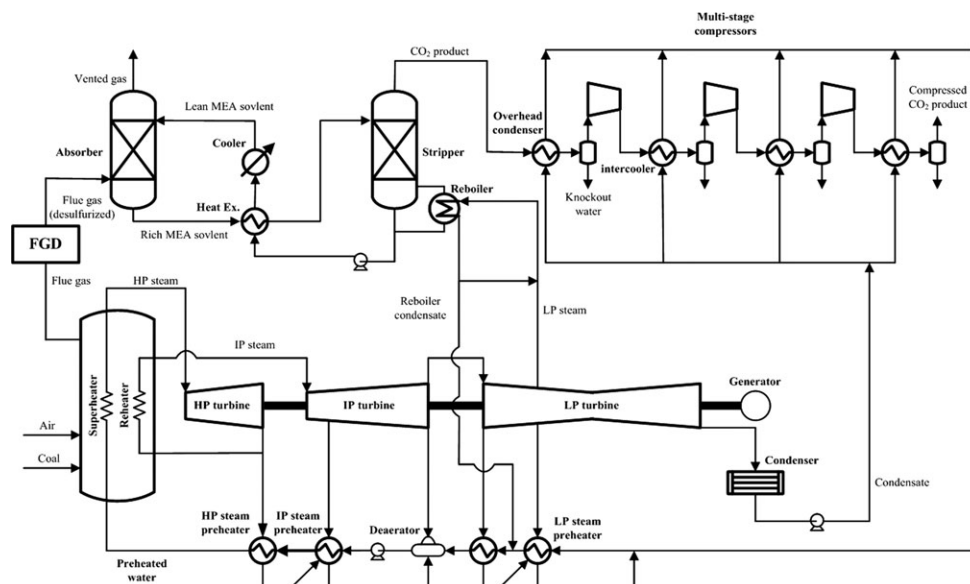 Multi-stage
compressors
CO2 product
Vented gas
Lean MEA sovlent
Compressed
CO2 product
Overhead
condenser
Cooler
Absorber
Stripper
intercooler
Reboiler
Flue gas
(desulfurized)
Heat Ex.
Knockout
water
Rich MEA sovlent
FGD
Flue gas
HP steam
Reboiler
condensate
LP steam
IP steam
Superheater
Reheater
HP turbine
IP turbine
LP turbine
Generator
Air
Coal
Condenser
Condensate
HP steam
preheater
IP steam
preheater
Deaerator
LP steam
preheater
Preheated
water